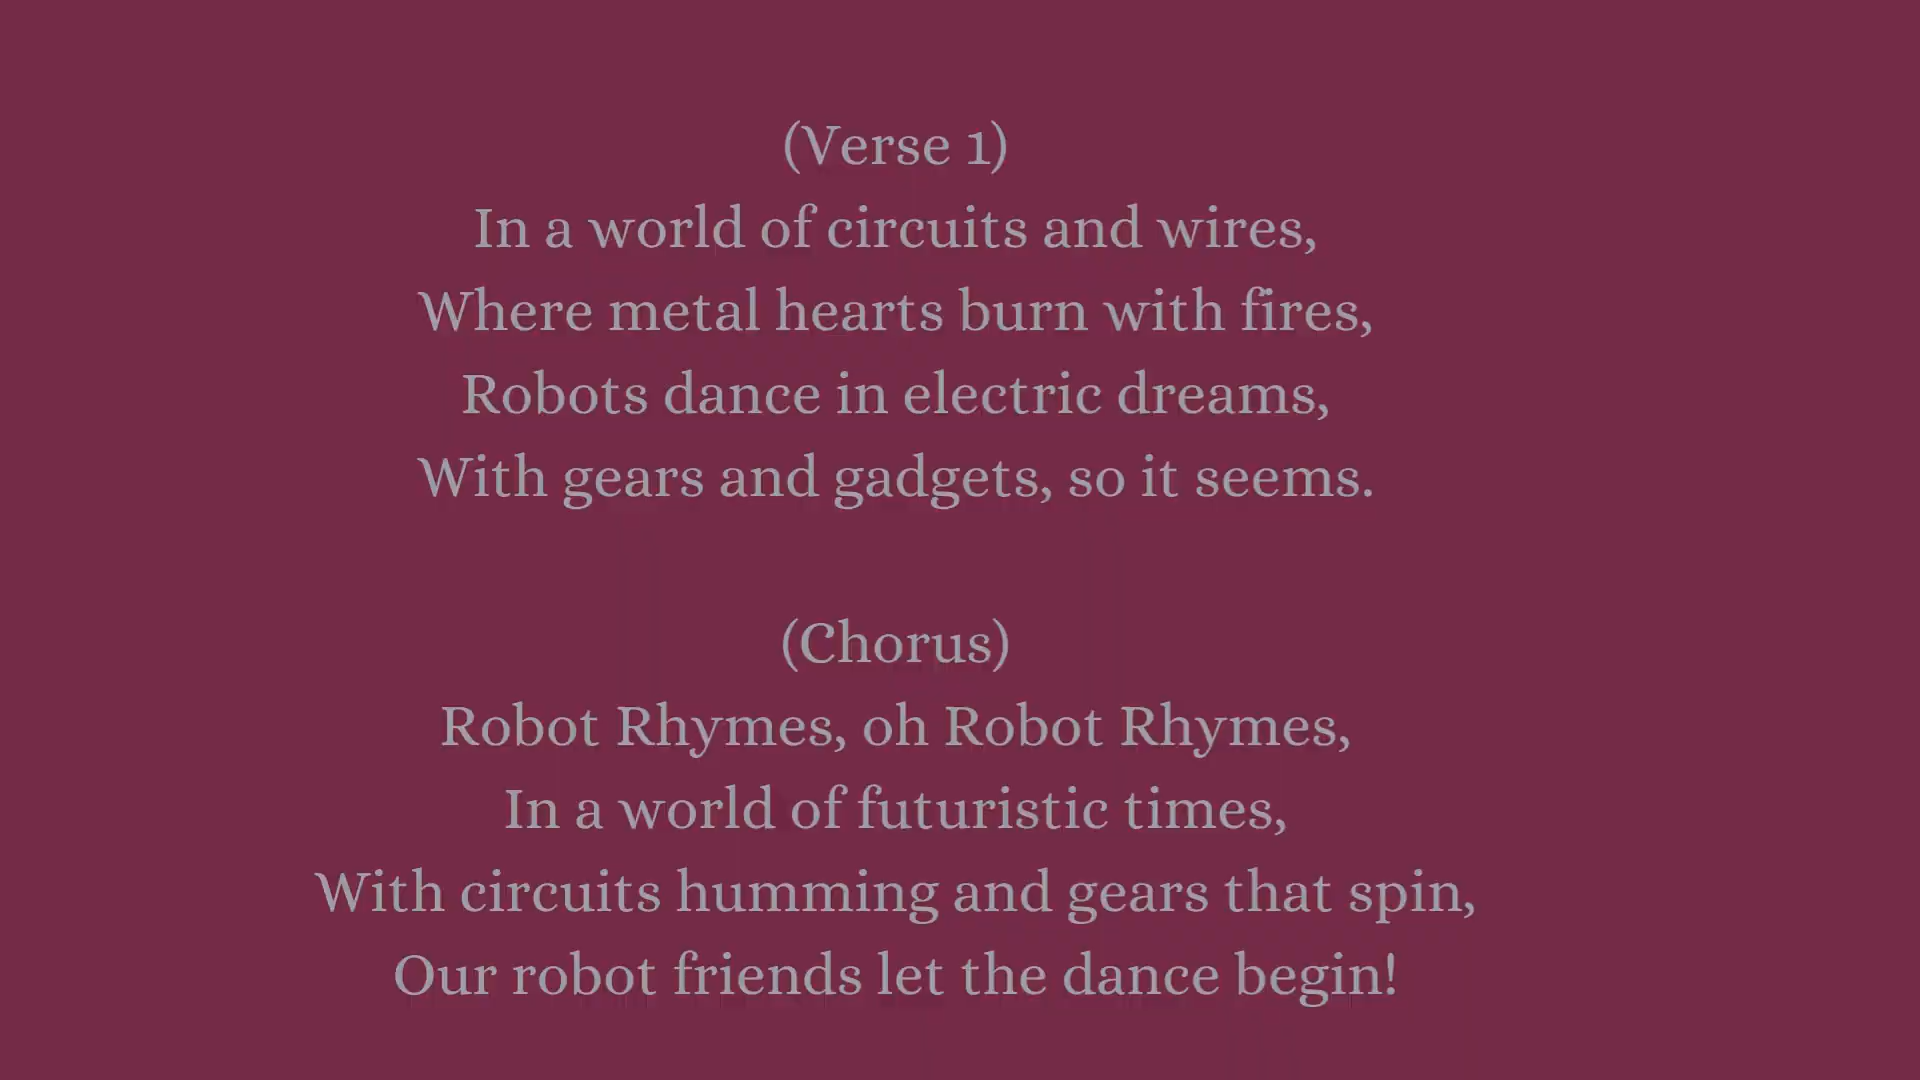 (Verse 1)
In a world of circuits and wires,
Where metal hearts burn with fires,
Robots dance in electric dreams,
With gears and gadgets, so it seems.
(Chorus)
Robot Rhymes, oh Robot Rhymes,
In a world of futuristic times,
With circuits humming and gears that spin,
Our robot friends let the dance begin!